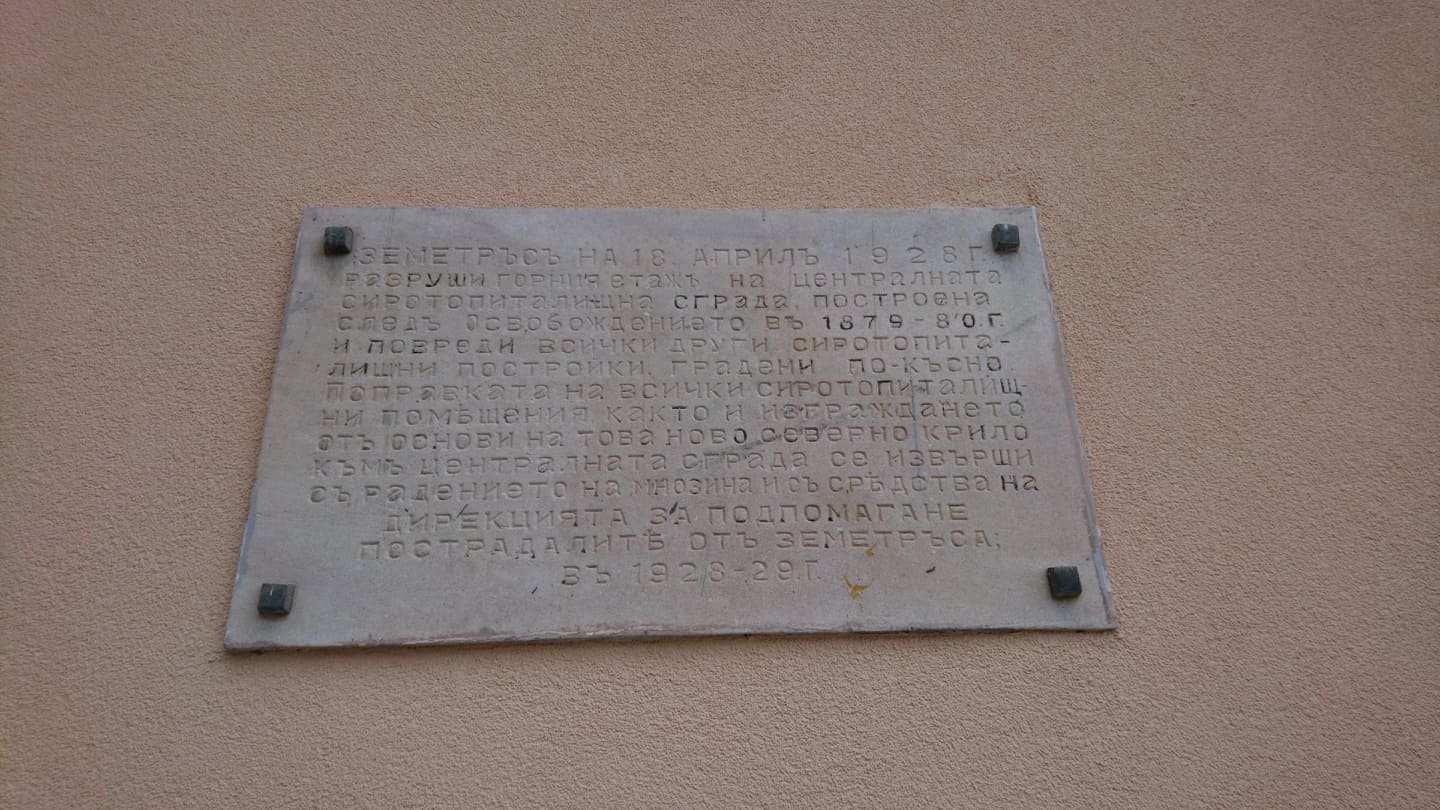 ЗЕМЕТРЪСЪ НА 18. АПРИЛЪ 1928 Г.
РАЗРУШИ ГОРНИЯ ЕТАЖЪ НА ЦЕНТРАЛНАТА
СИРОТОПИТАЛИЩНА СГРАДА, ПОСТРОЕНА
СЛЕДЪ ОСВОБОЖДЕНИЕТО ВЪ 1879-80.Г.
И ПОВРЕДИ ВСИЧКИ ДРУГИ СИРОТОПИТА-
ЛИЩНИ ПОСТРОЙКИ, ГРАДЕНИ ПО-КЪСНО.
ПОПРАВКАТА НА ВСИЧКИ СИРОТОПИТАЛИЩ-
НИ ПОМѢЩЕНИЯ КАКТО И ИЗГРАЖДАНЕТО
ОТЪ ОСНОВИ НА ТОВА НОВО СЕВЕРНО КРИЛО
КЪМЪ ЦЕНТРАЛНАТА СГРАДА СЕ ИЗВЪРШИ
СЪ РАДЕНИЕТО НА МНОЗИНА И СЪ СРѢДСТВА НА
ДИРЕКЦИЯТА ЗА ПОДПОМАГАНЕ
ПОСТРАДАЛИТѢ ОТЪ ЗЕМЕТРЪСА;
ВЪ 1928-29.Г.